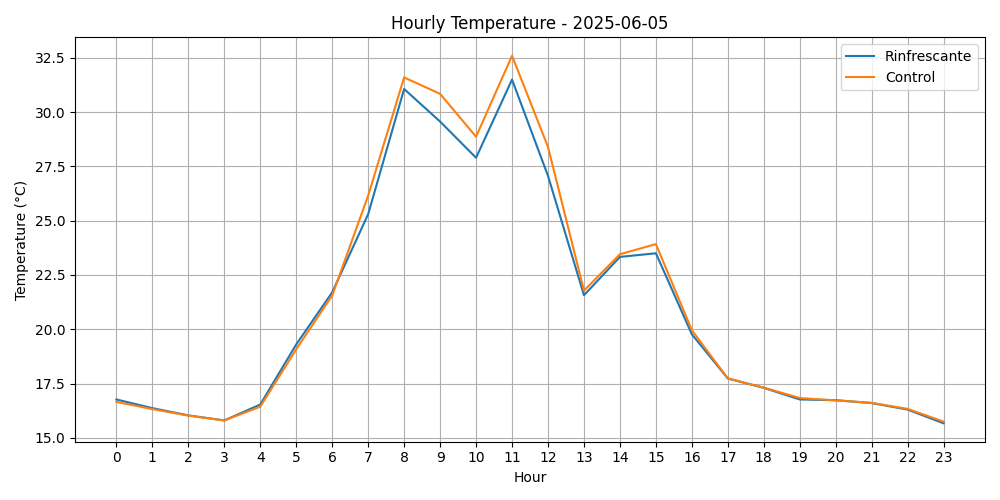 Hourly Temperature - 2025-06-05
Rinfrescante
Control
Temperature (°C)
32.5
30.0
27.5
25.0
22.5
20.0
17.5
15.0
0 1 2 3 4 5 6 7 8 9 10 11 12 13 14 15 16 17 18 19 20 21 22 23
Hour